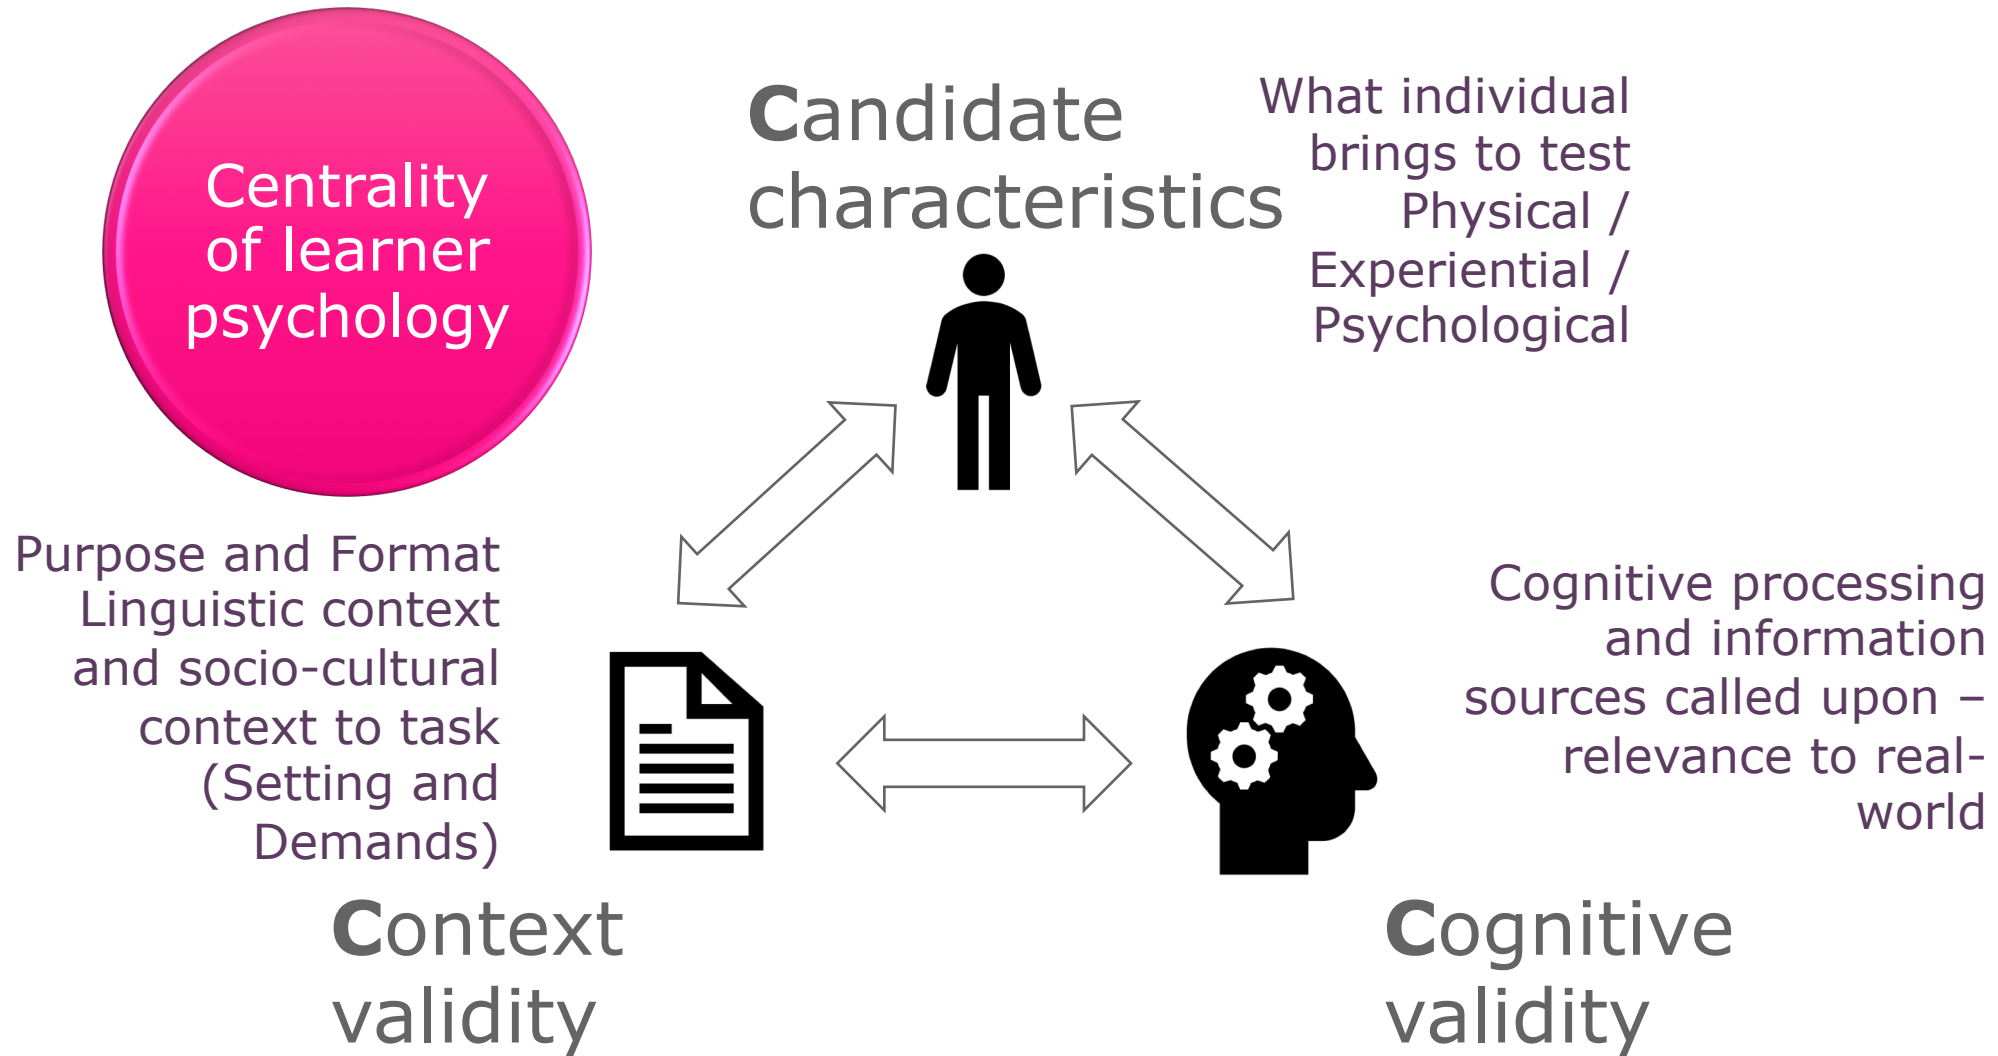 Centrality
of learner
psychology
Candidate
characteristics
What individual
brings to test
Physical /
Experiential /
Psychological
Purpose and Format
Linguistic context
and socio-cultural
context to task
(Setting and
Demands)
Cognitive processing
and information
sources called upon –
relevance to real-
world
Context
validity
Cognitive
validity